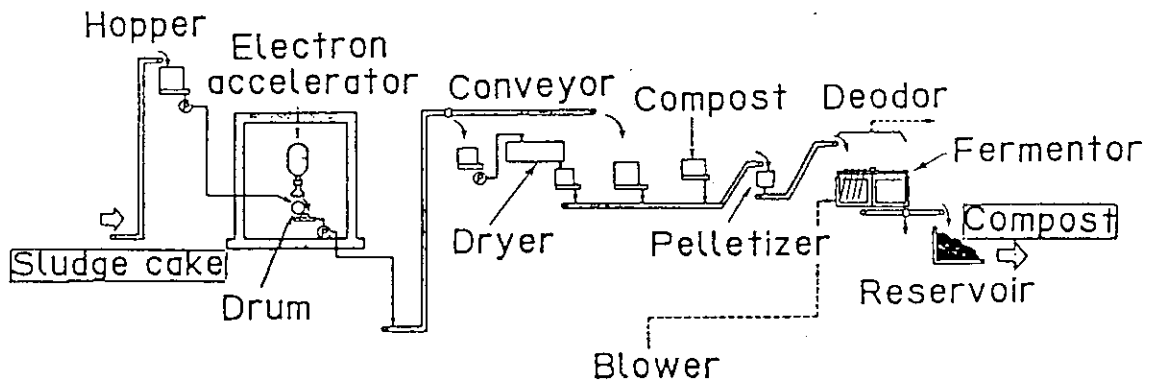 Hopper
Electron
accelerator
Conveyor
Compost
Deodor
Fermentor
Dryer
Pelletizer
Compost
Sludge cake
Drum
Reservoir
Blower
P
P
P